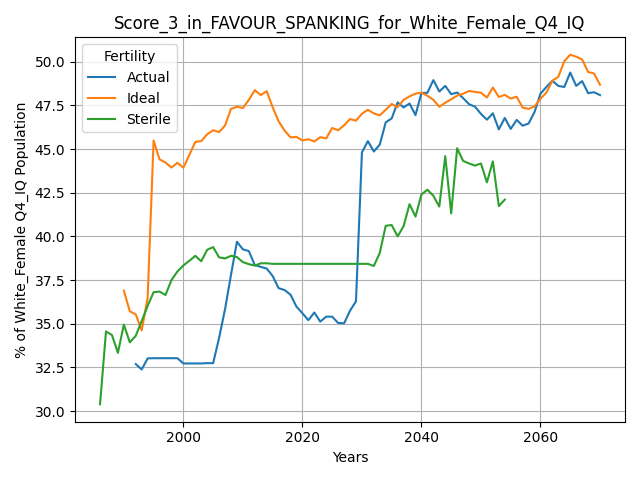 Score_3_in_FAVOUR_SPANKING_for_White_Female_Q4_IQ
% of White_Female Q4_IQ Population
50.0
47.5
45.0
42.5
40.0
37.5
35.0
32.5
30.0
Fertility
Actual
Ideal
Sterile
2000
2020
2040
2060
Years